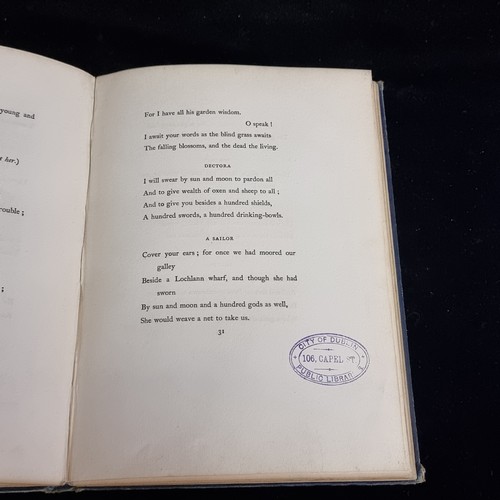 young and
r her.)
rouble ;
;
For I have all his garden wisdom.
O speak !
I await your words as the blind grass awaits
The falling blossoms, and the dead the living.
DECTORA
I will swear by sun and moon to pardon all
And to give wealth of oxen and sheep to all ;
And to give you besides a hundred shields,
A hundred swords, a hundred drinking-bowls.
A SAILOR
Cover your ears ; for once we had moored our
galley
Beside a Lochlann wharf, and though she had
sworn
By sun and moon and a hundred gods as well,
She would weave a net to take us.
31
CITY OF DUBLIN
106, CAPEL ST.
PUBLIC LIBRAR